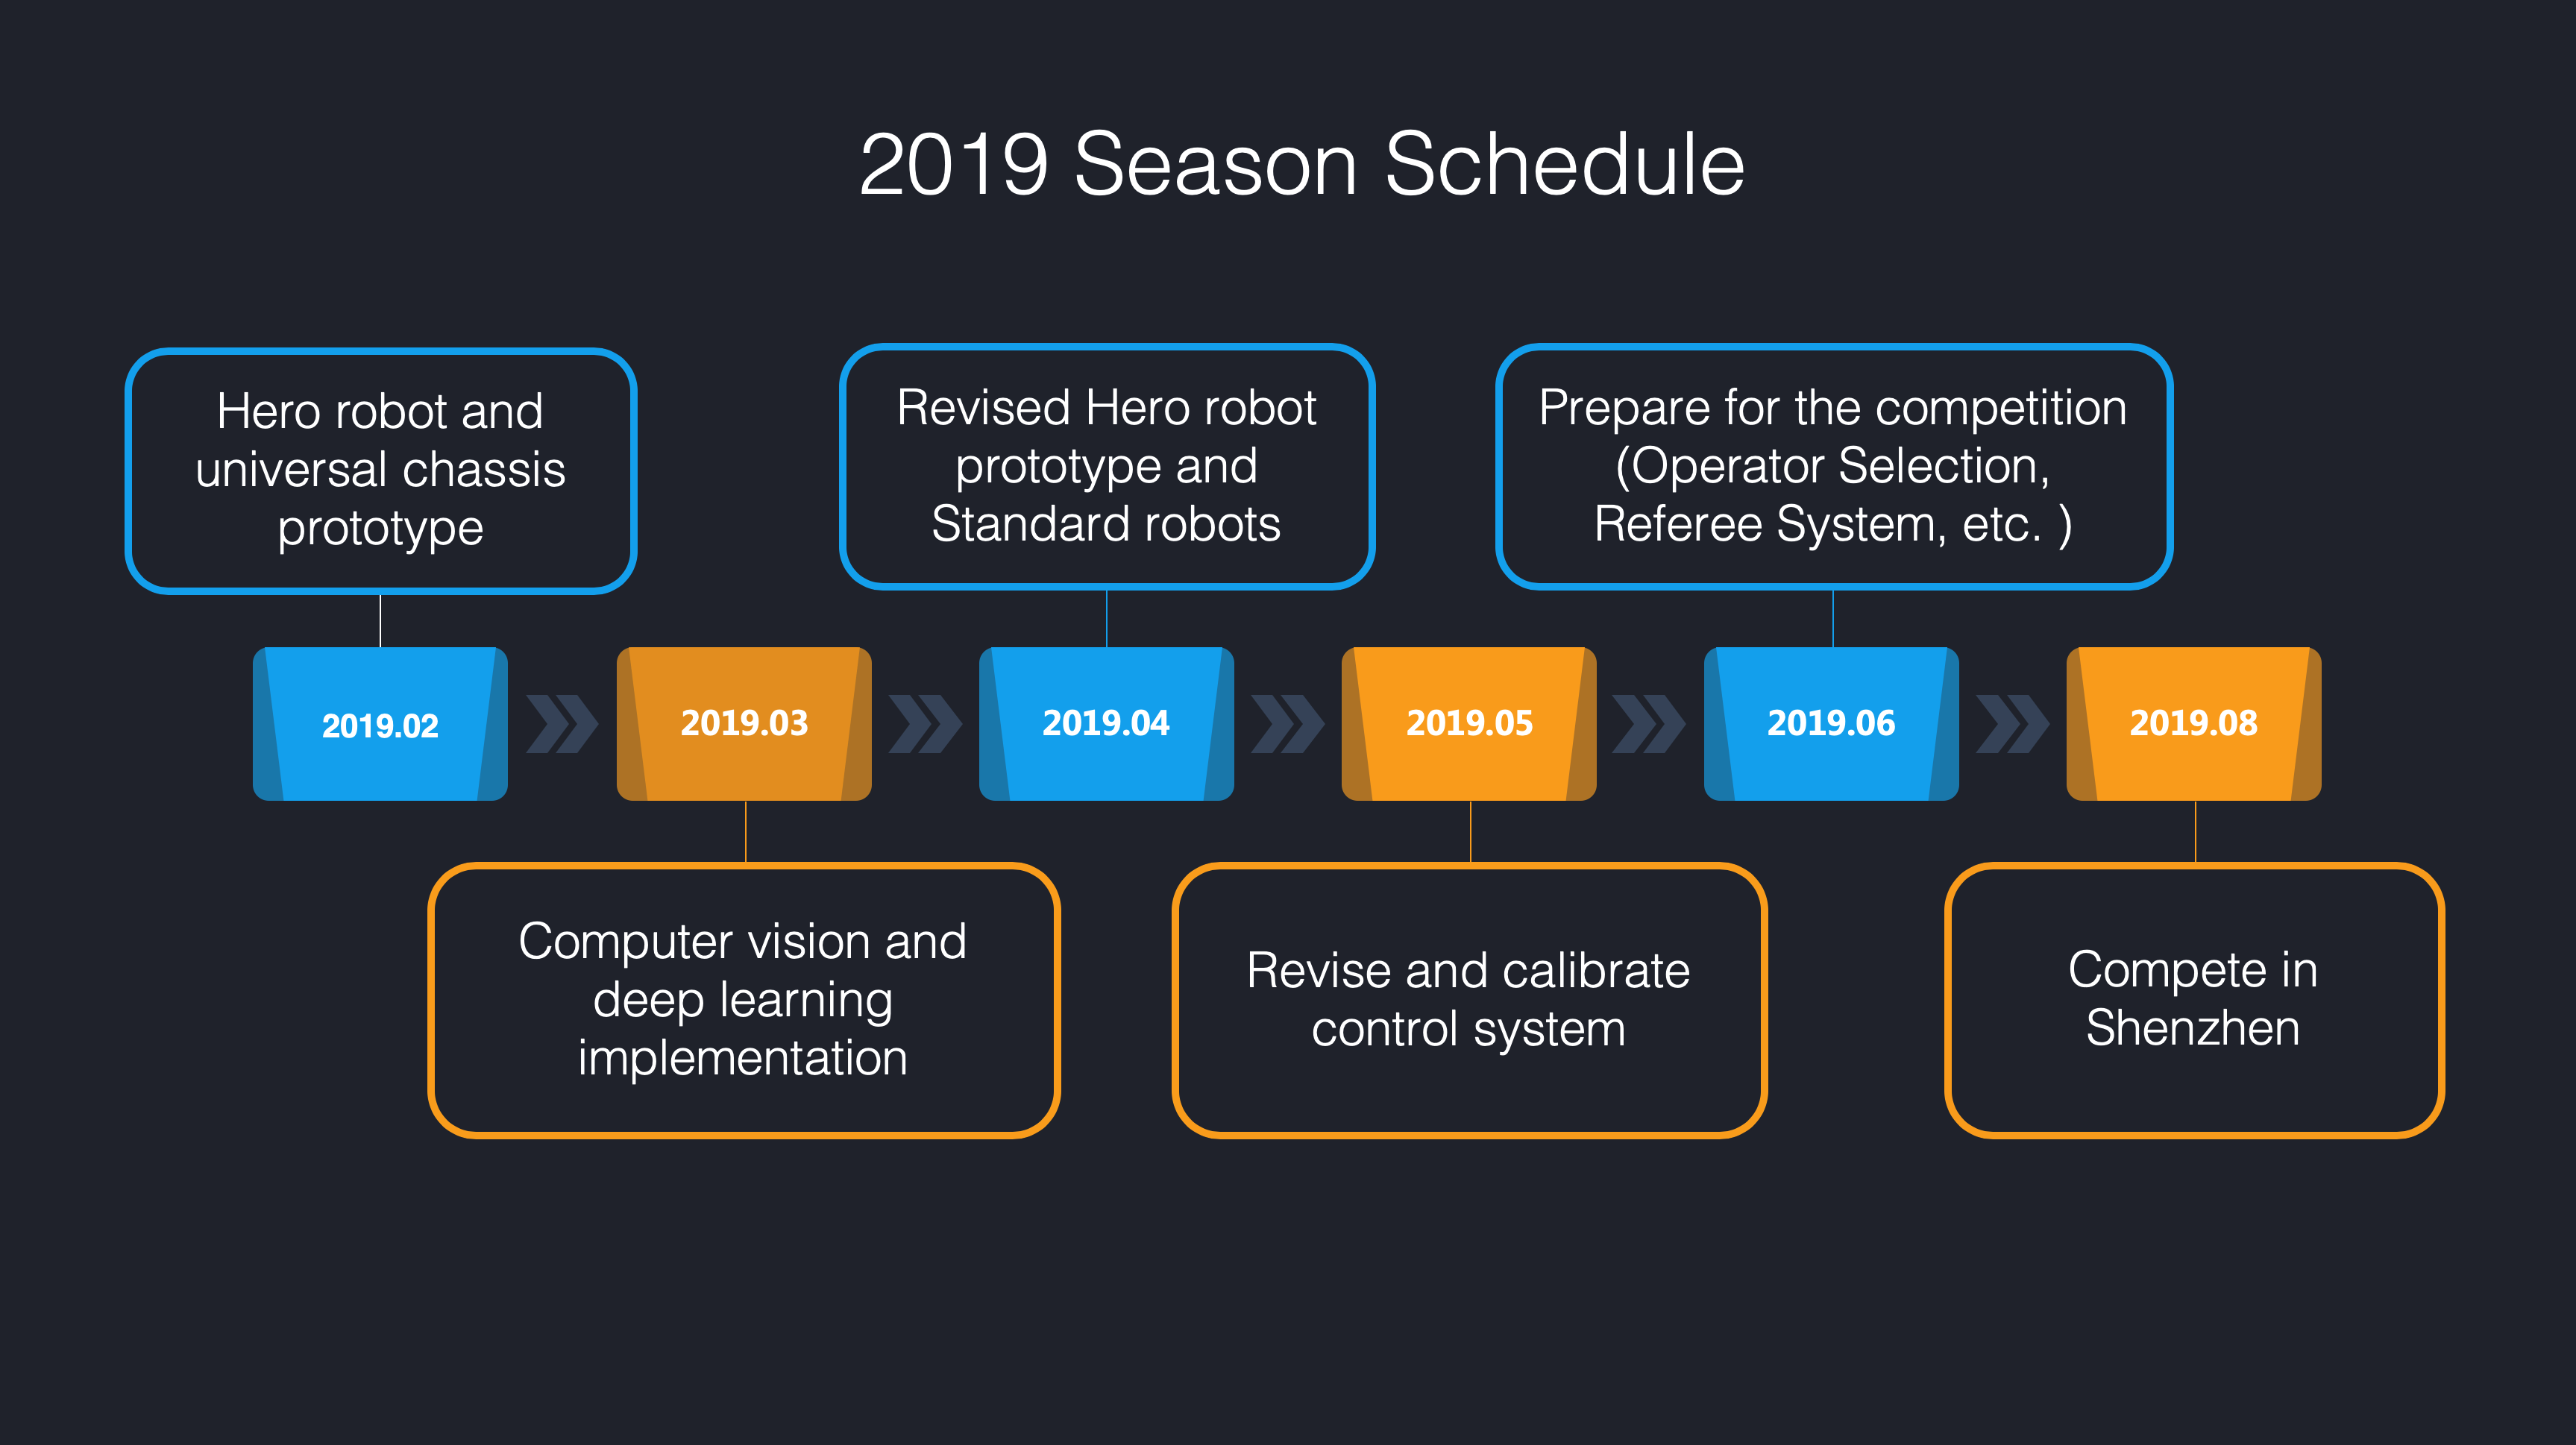 2019 Season Schedule
Hero robot and
universal chassis
prototype
Revised Hero robot
prototype and
Standard robots
Prepare for the competition
(Operator Selection,
Referee System, etc. )
2019.02
2019.03
2019.04
2019.05
2019.06
2019.08
Computer vision and
deep learning
implementation
Revise and calibrate
control system
Compete in
Shenzhen